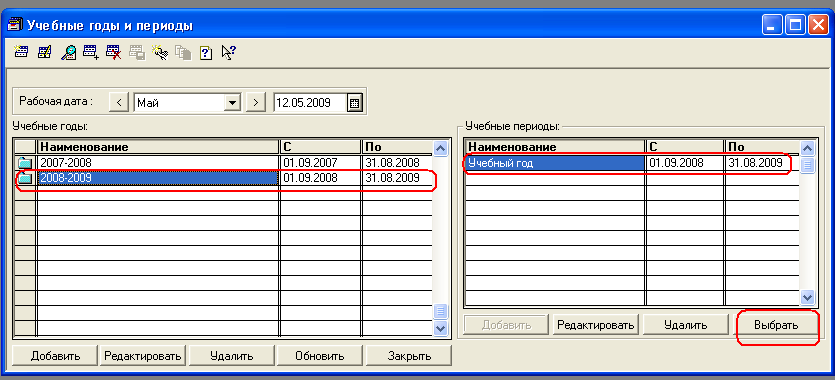 Учебные годы и периоды
Рабочая дата : < Май > 12.05.2009
Учебные годы:
Наименование С По
2007-2008 01.09.2007 31.08.2008
2008-2009 01.09.2008 31.08.2009
Добавить Редактировать Удалить Обновить Закрыть
Учебные периоды:
Наименование С По
Учебный год 01.09.2008 31.08.2009
Добавить Редактировать Удалить Выбрать